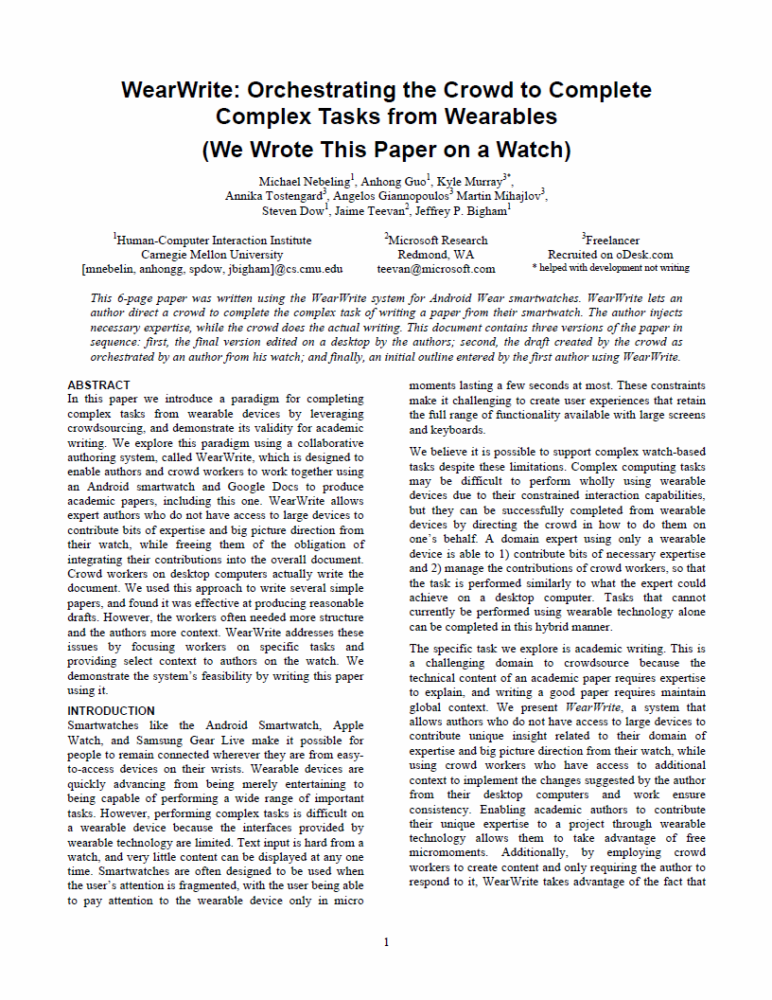 WearWrite: Orchestrating the Crowd to Complete
Complex Tasks from Wearables
(We Wrote This Paper on a Watch)
Michael Nebeling1, Anhong Guo1, Kyle Murray3*,
Annika Tostengard3, Angelos Giannopoulos3 Martin Mihajlov3,
Steven Dow1, Jaime Teevan2, Jeffrey P. Bigham1
1Human-Computer Interaction Institute
Carnegie Mellon University
[mnebelin, anhongg, spdow, jbigham]@cs.cmu.edu
2Microsoft Research
Redmond, WA
teevan@microsoft.com
3Freelancer
Recruited on oDesk.com
* helped with development not writing
This 6-page paper was written using the WearWrite system for Android Wear smartwatches. WearWrite lets an
author direct a crowd to complete the complex task of writing a paper from their smartwatch. The author injects
necessary expertise, while the crowd does the actual writing. This document contains three versions of the paper in
sequence: first, the final version edited on a desktop by the authors; second, the draft created by the crowd as
orchestrated by an author from his watch; and finally, an initial outline entered by the first author using WearWrite.
ABSTRACT
In this paper we introduce a paradigm for completing
complex tasks from wearable devices by leveraging
crowdsourcing, and demonstrate its validity for academic
writing. We explore this paradigm using a collaborative
authoring system, called WearWrite, which is designed to
enable authors and crowd workers to work together using
an Android smartwatch and Google Docs to produce
academic papers, including this one. WearWrite allows
expert authors who do not have access to large devices to
contribute bits of expertise and big picture direction from
their watch, while freeing them of the obligation of
integrating their contributions into the overall document.
Crowd workers on desktop computers actually write the
document. We used this approach to write several simple
papers, and found it was effective at producing reasonable
drafts. However, the workers often needed more structure
and the authors more context. WearWrite addresses these
issues by focusing workers on specific tasks and
providing select context to authors on the watch. We
demonstrate the system's feasibility by writing this paper
using it.
INTRODUCTION
Smartwatches like the Android Smartwatch, Apple
Watch, and Samsung Gear Live make it possible for
people to remain connected wherever they are from easy-
to-access devices on their wrists. Wearable devices are
quickly advancing from being merely entertaining to
being capable of performing a wide range of important
tasks. However, performing complex tasks is difficult on
a wearable device because the interfaces provided by
wearable technology are limited. Text input is hard from a
watch, and very little content can be displayed at any one
time. Smartwatches are often designed to be used when
the user's attention is fragmented, with the user being able
to pay attention to the wearable device only in micro
moments lasting a few seconds at most. These constraints
make it challenging to create user experiences that retain
the full range of functionality available with large screens
and keyboards.
We believe it is possible to support complex watch-based
tasks despite these limitations. Complex computing tasks
may be difficult to perform wholly using wearable
devices due to their constrained interaction capabilities,
but they can be successfully completed from wearable
devices by directing the crowd in how to do them on
one's behalf. A domain expert using only a wearable
device is able to 1) contribute bits of necessary expertise
and 2) manage the contributions of crowd workers, so that
the task is performed similarly to what the expert could
achieve on a desktop computer. Tasks that cannot
currently be performed using wearable technology alone
can be completed in this hybrid manner.
The specific task we explore is academic writing. This is
a challenging domain to crowdsource because the
technical content of an academic paper requires expertise
to explain, and writing a good paper requires maintain
global context. We present WearWrite, a system that
allows authors who do not have access to large devices to
contribute unique insight related to their domain of
expertise and big picture direction from their watch, while
using crowd workers who have access to additional
context to implement the changes suggested by the author
from their desktop computers and work ensure
consistency. Enabling academic authors to contribute
their unique expertise to a project through wearable
technology allows them to take advantage of free
micromoments. Additionally, by employing crowd
workers to create content and only requiring the author to
respond to it, WearWrite takes advantage of the fact that
1